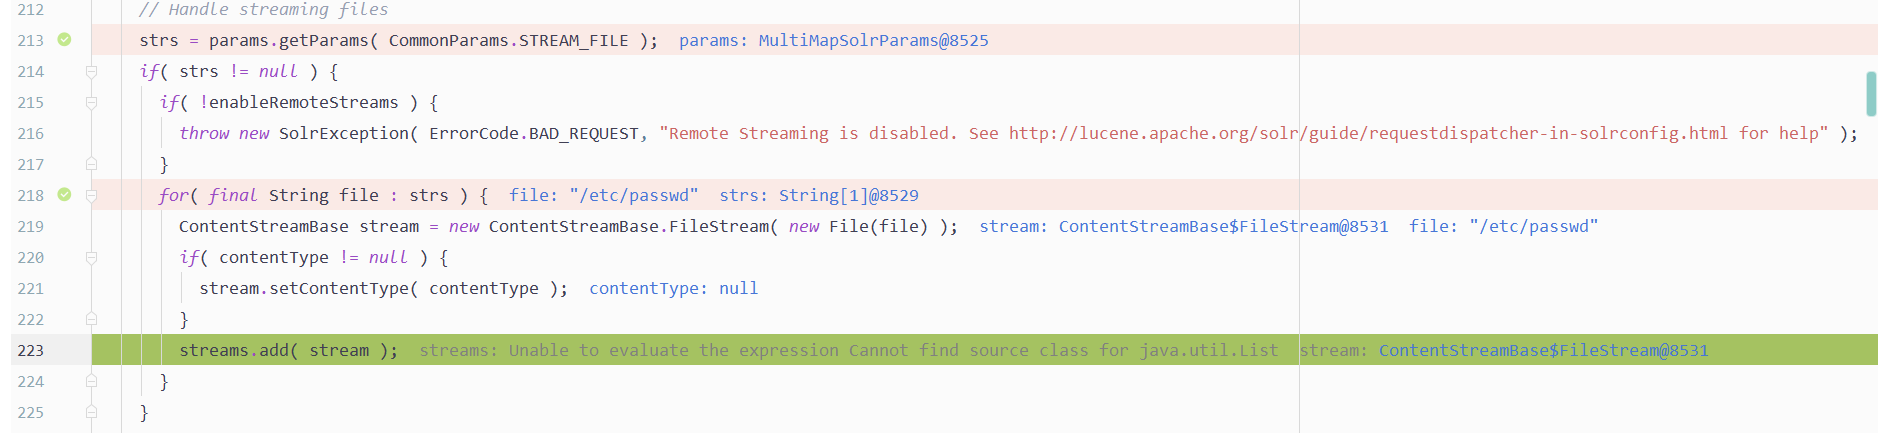 212 // Handle streaming files
213 strs = params.getParams( CommonParams.STREAM_FILE ); params: MultiMapSolrParams@8525
214 if( strs != null ) {
215 if( !enableRemoteStreams ) {
216 throw new SolrException( ErrorCode.BAD_REQUEST, "Remote Streaming is disabled. See http://lucene.apache.org/solr/guide/requestdispatcher-in-solrconfig.html for help" );
217 }
218 for( final String file : strs ) { file: "/etc/passwd" strs: String[1]@8529
219 ContentStreamBase stream = new ContentStreamBase.FileStream( new File(file) ); stream: ContentStreamBase$FileStream@8531 file: "/etc/passwd"
220 if( contentType != null ) {
221 stream.setContentType( contentType ); contentType: null
222 }
223 streams.add( stream ); streams: Unable to evaluate the expression Cannot find source class for java.util.List stream: ContentStreamBase$FileStream@8531
224 }
225 }